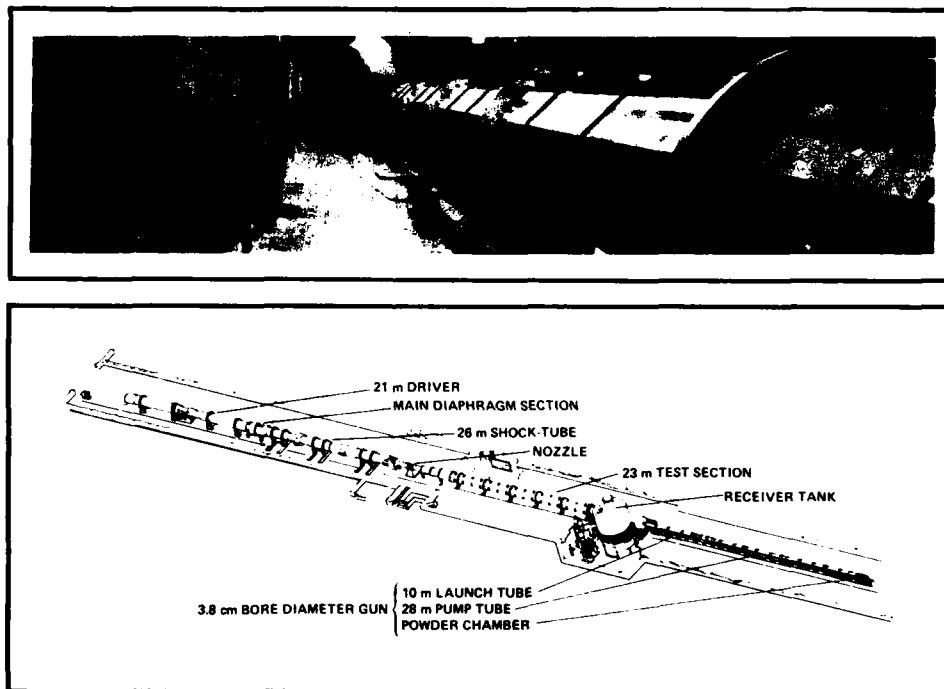 21 m DRIVER
MAIN DIAPHRAGM SECTION
26 m SHOCK-TUBE
NOZZLE
23 m TEST SECTION
RECEIVER TANK
3.8 cm BORE DIAMETER GUN
10 m LAUNCH TUBE
28 m PUMP TUBE
POWDER CHAMBER